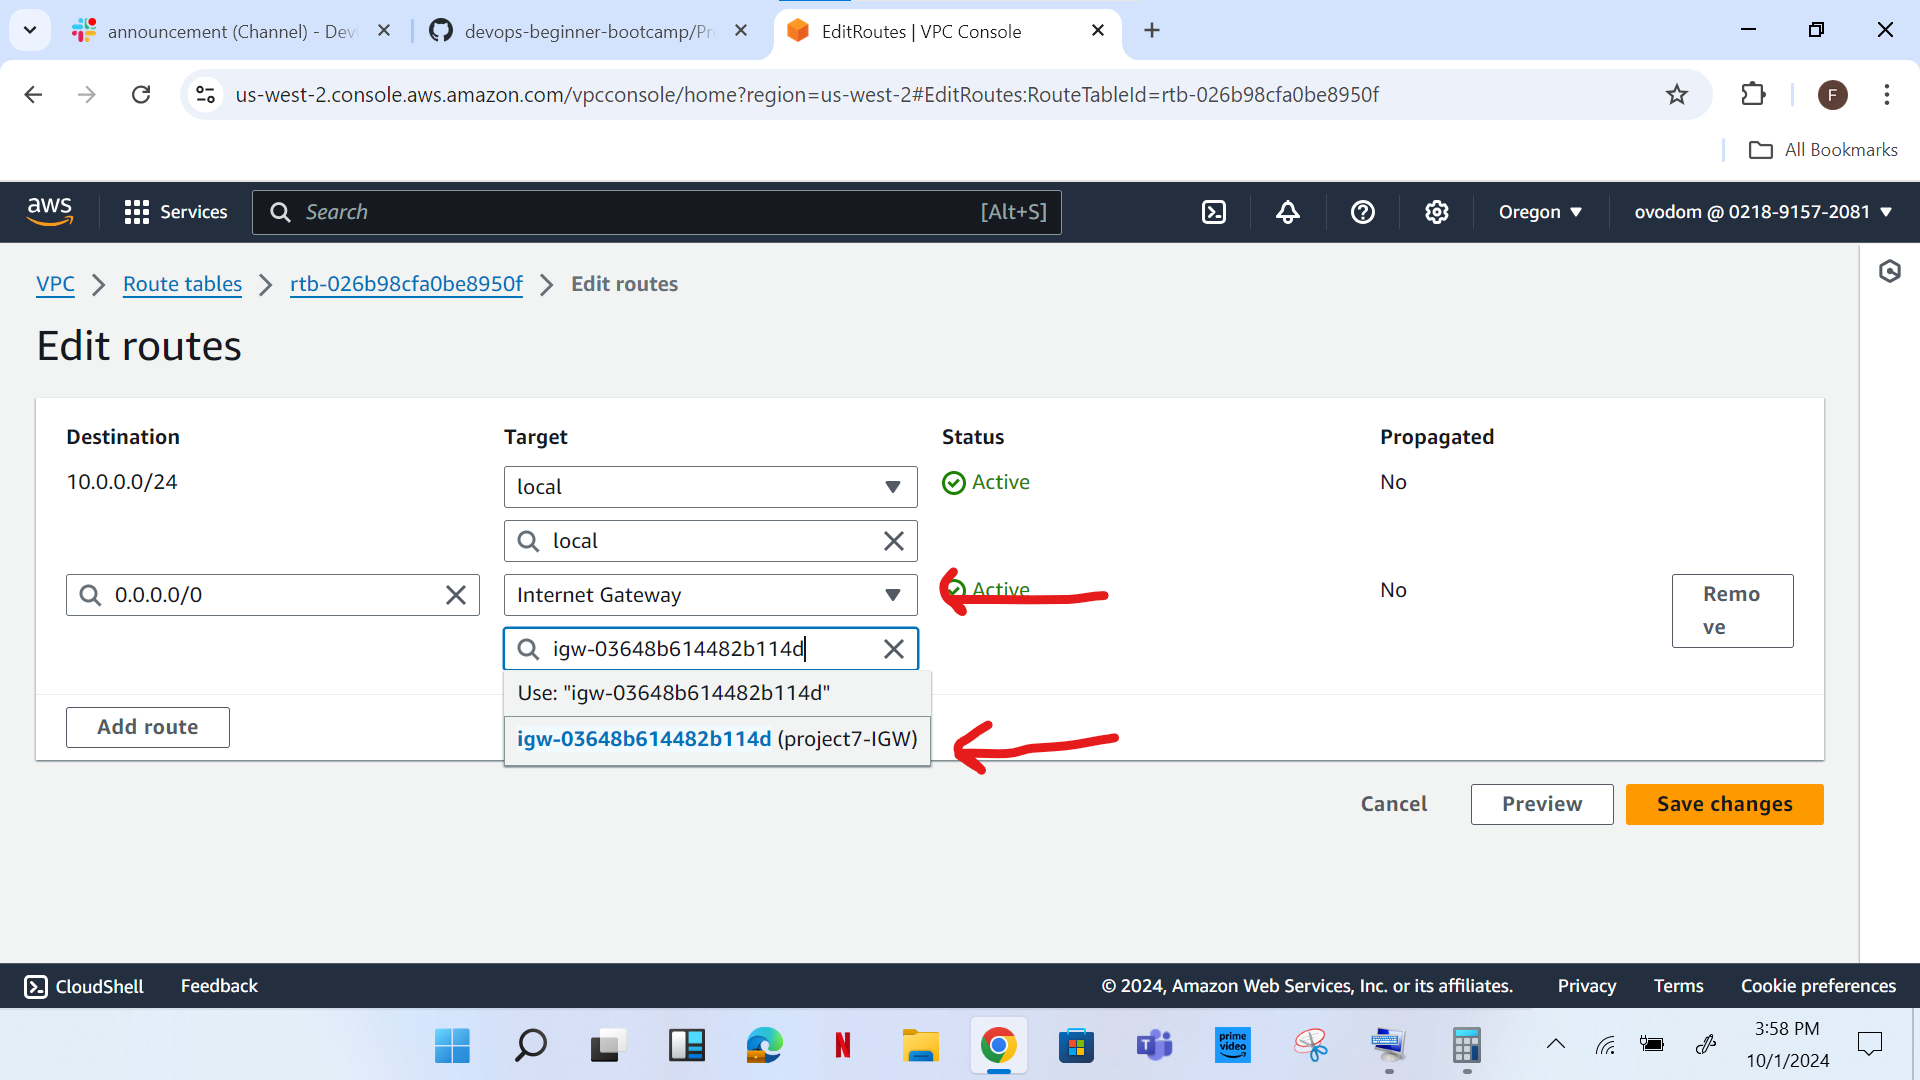 announcement (Channel) - Dev
devops-beginner-bootcamp/Pr
EditRoutes | VPC Console
us-west-2.console.aws.amazon.com/vpcconsole/home?region=us-west-2#EditRoutes:RouteTableId=rtb-026b98cfa0be8950f
F
All Bookmarks
aws
Services
Search
[Alt+S]
Oregon
ovodom @ 0218-9157-2081
VPC
Route tables
rtb-026b98cfa0be8950f
Edit routes
Edit routes
Destination
Target
Status
Propagated
10.0.0.0/24
local
Active
No
local
0.0.0.0/0
Internet Gateway
Active
No
Remo
ve
igw-03648b614482b114d
Use: "igw-03648b614482b114d"
igw-03648b614482b114d (project7-IGW)
Add route
Cancel
Preview
Save changes
CloudShell
Feedback
© 2024, Amazon Web Services, Inc. or its affiliates.
Privacy
Terms
Cookie preferences
N
T
prime
video
3:58 PM
10/1/2024